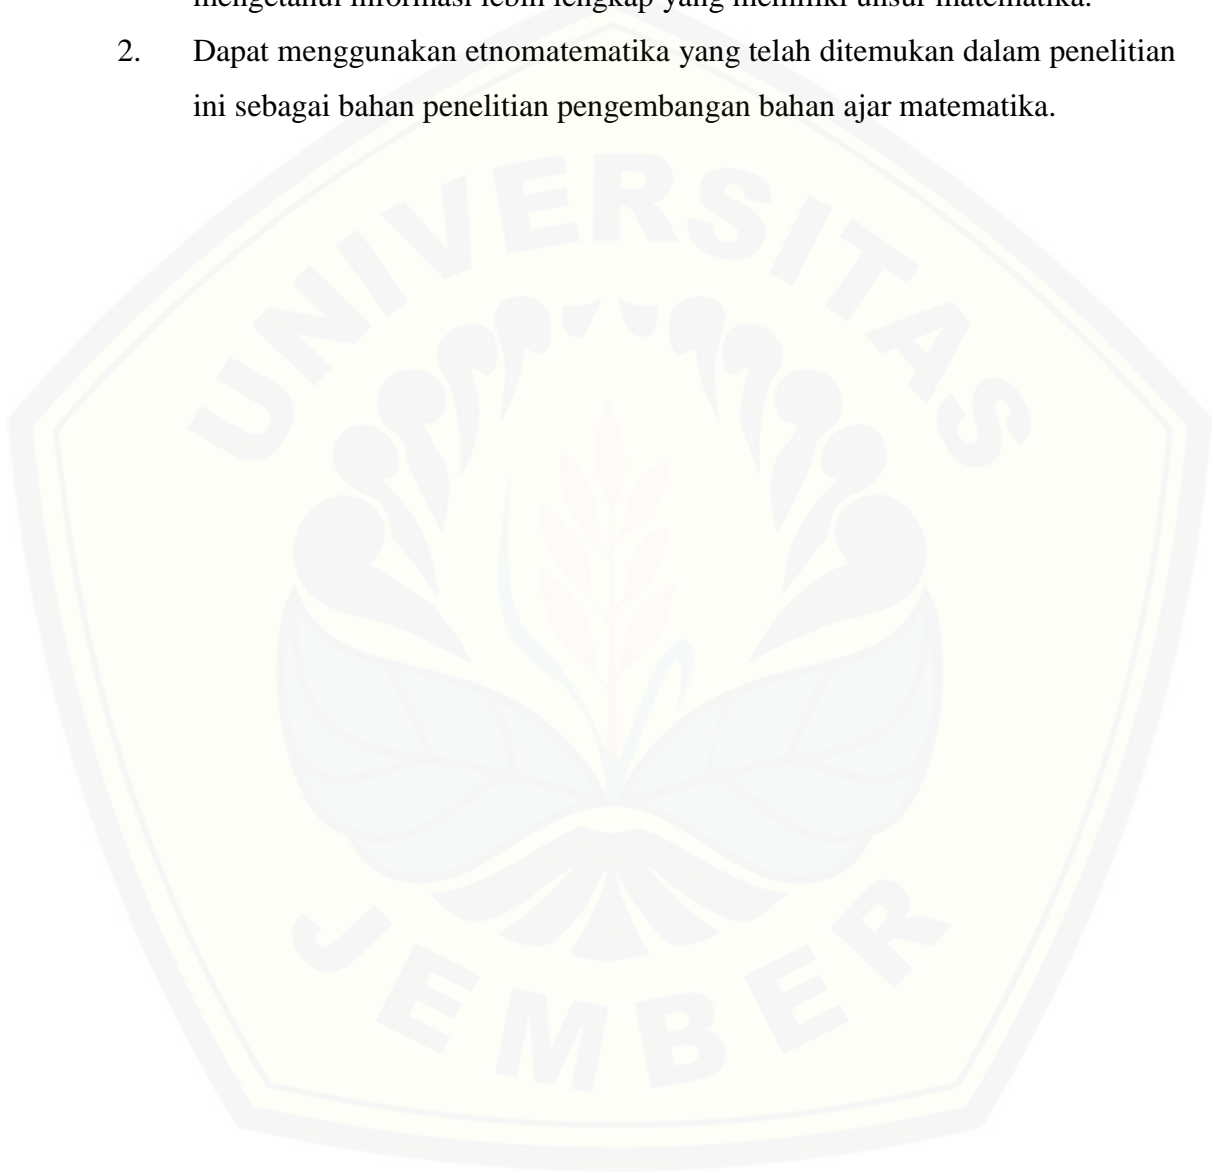 mengetahui informasi lebih lengkap yang memiliki unsur matematika.
2. Dapat menggunakan etnomatematika yang telah ditemukan dalam penelitian
ini sebagai bahan penelitian pengembangan bahan ajar matematika.
UNIVERSITAS
JEMBER